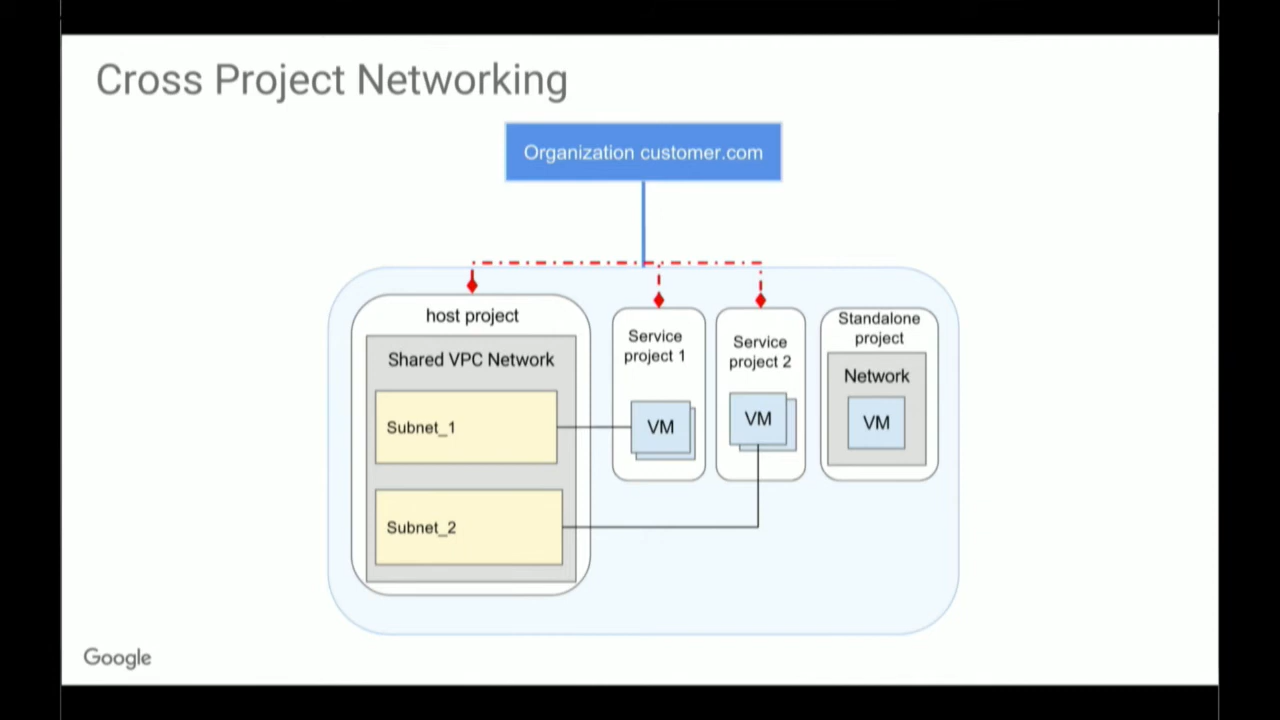 Cross Project Networking
Organization customer.com
host project
Shared VPC Network
Subnet_1
Subnet_2
Service
project 1
VM
Service
project 2
VM
Standalone
project
Network
VM
Google